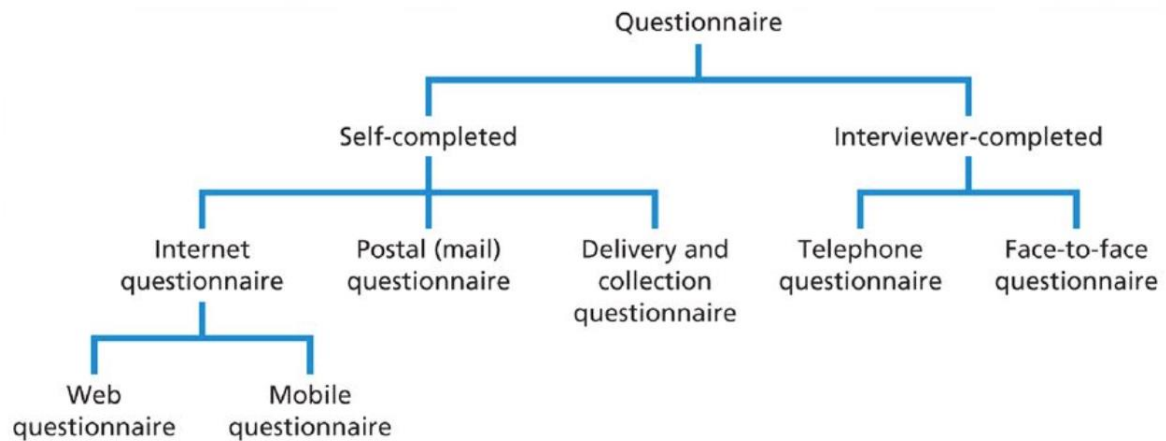 Questionnaire
Self-completed
Interviewer-completed
Internet
questionnaire
Postal (mail)
questionnaire
Delivery and
collection
questionnaire
Telephone
questionnaire
Face-to-face
questionnaire
Web
questionnaire
Mobile
questionnaire